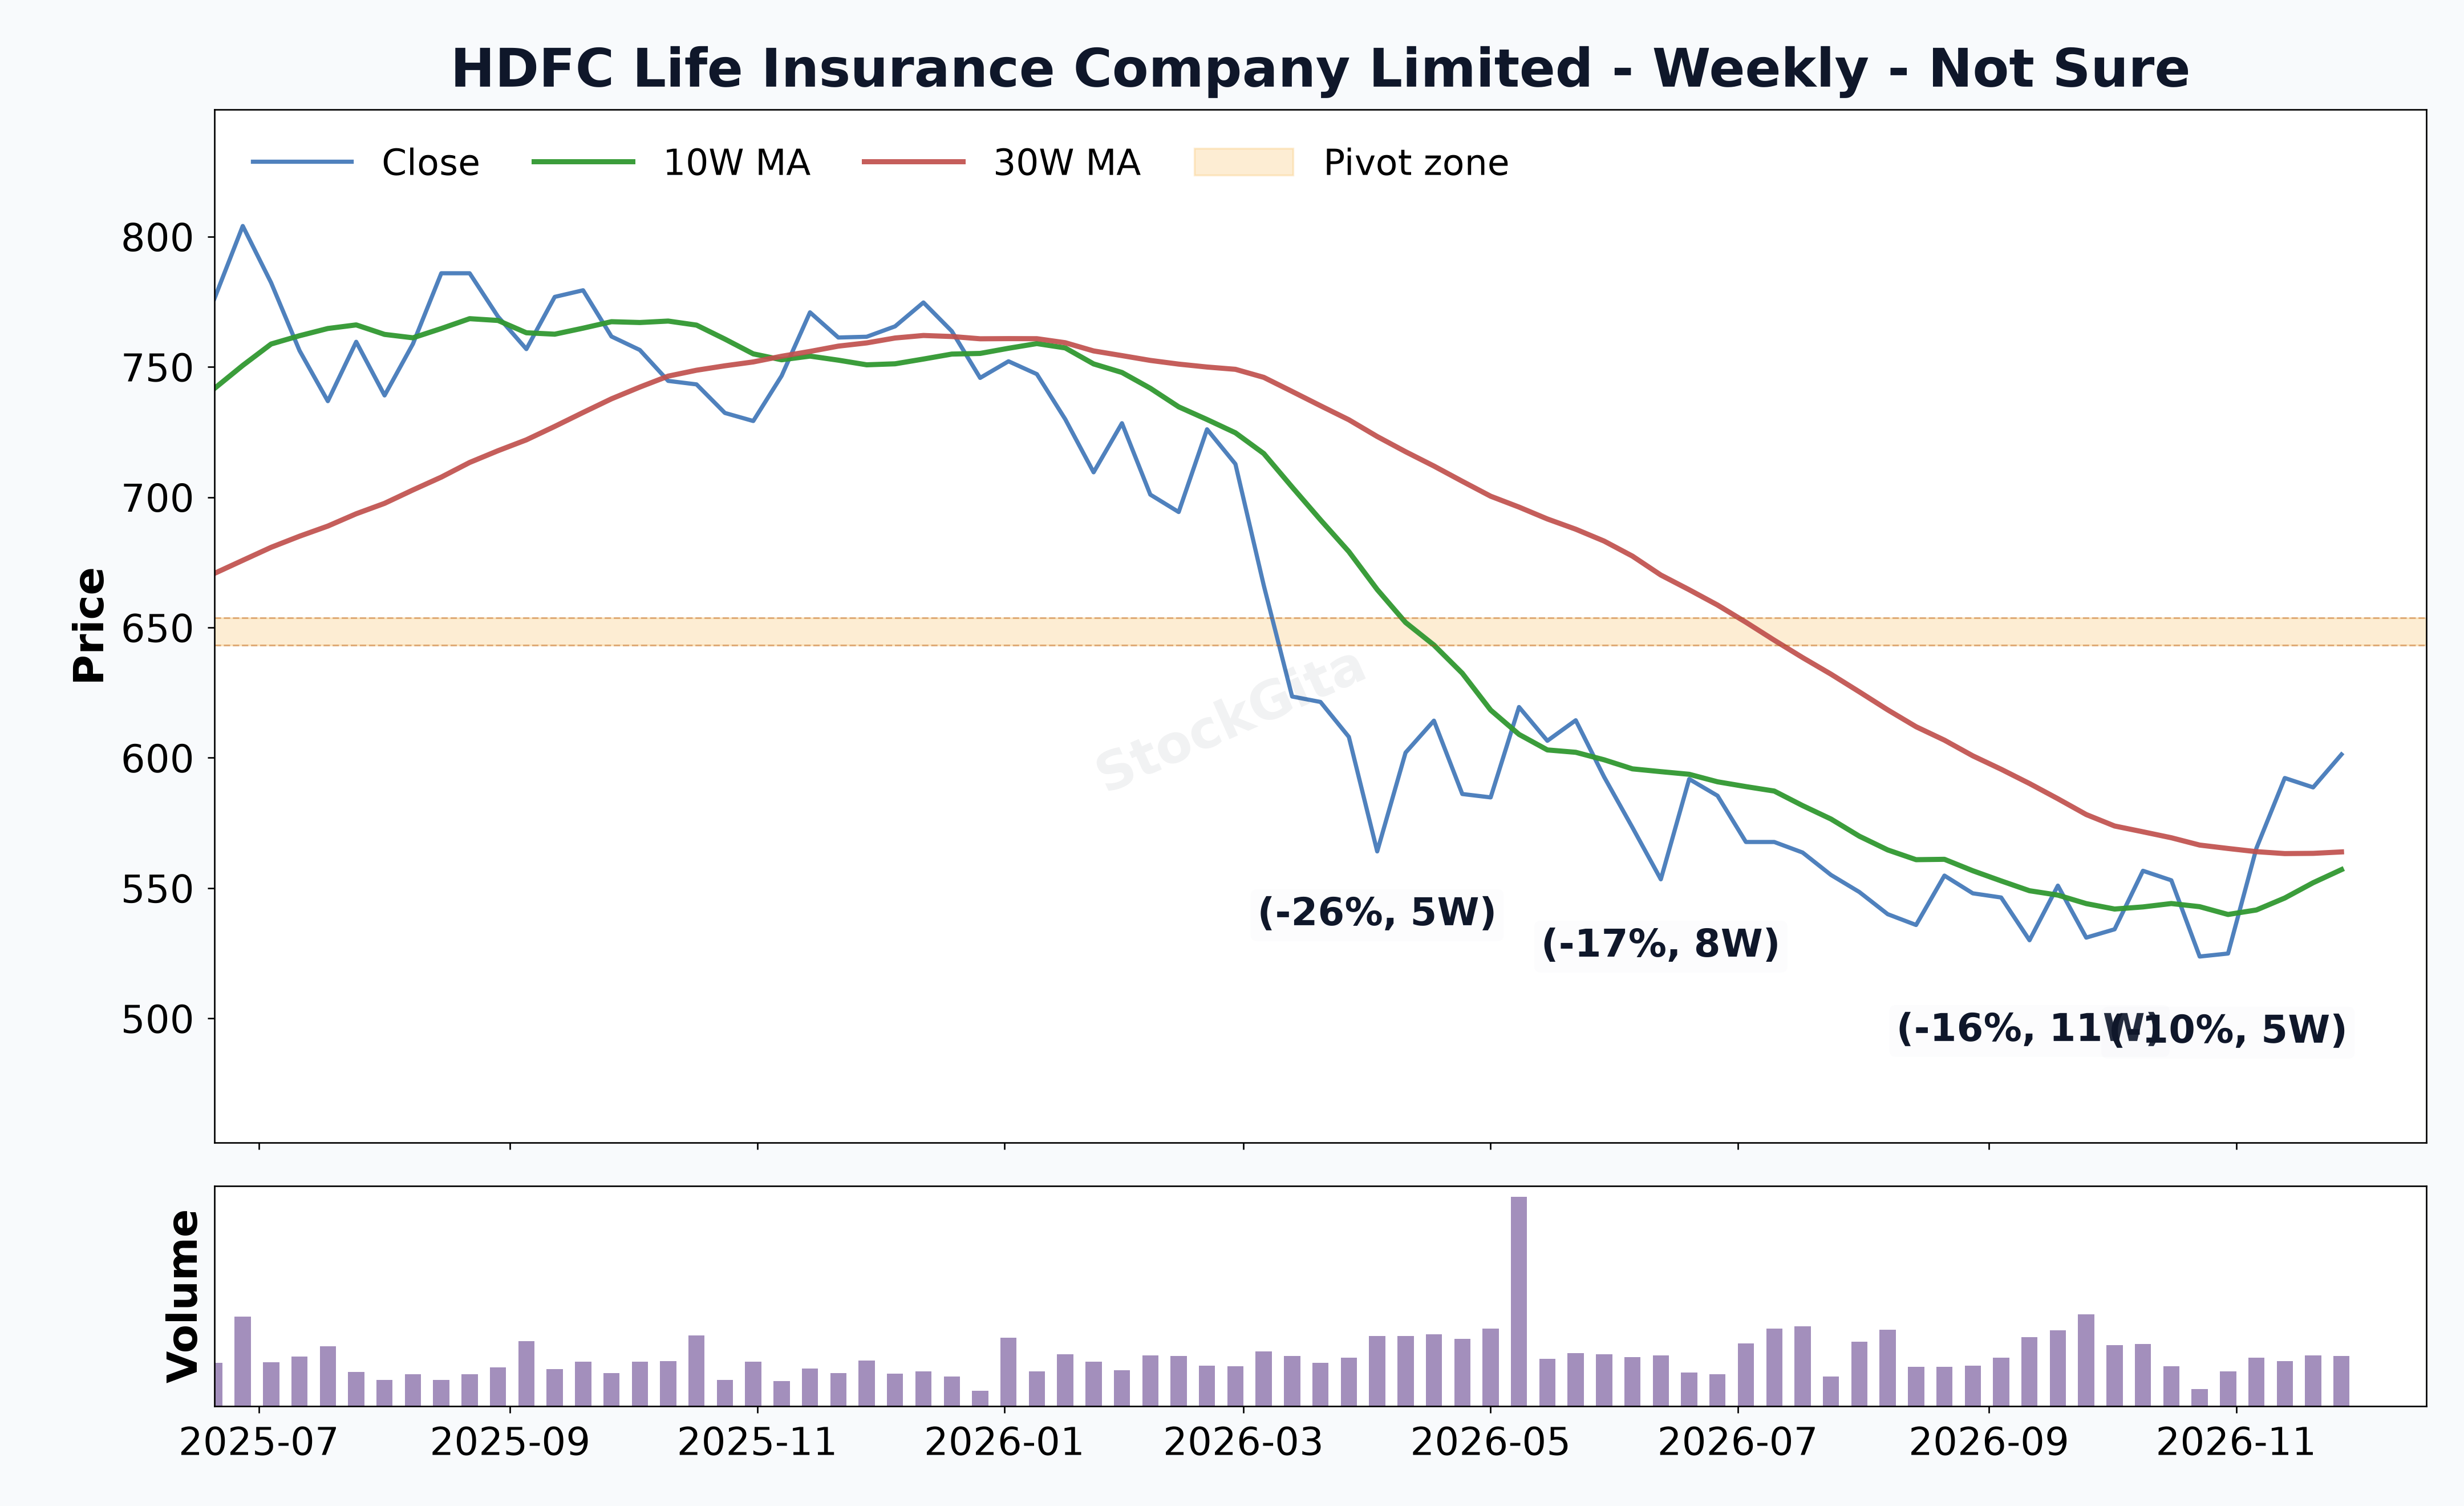 HDFC Life Insurance Company Limited - Weekly - Not Sure
Close
10W MA
30W MA
Pivot zone
Price
800
750
700
650
600
550
500
StockGita
(-26%, 5W)
(-17%, 8W)
(-16%, 11W)
(-10%, 5W)
Volume
2025-07
2025-09
2025-11
2026-01
2026-03
2026-05
2026-07
2026-09
2026-11